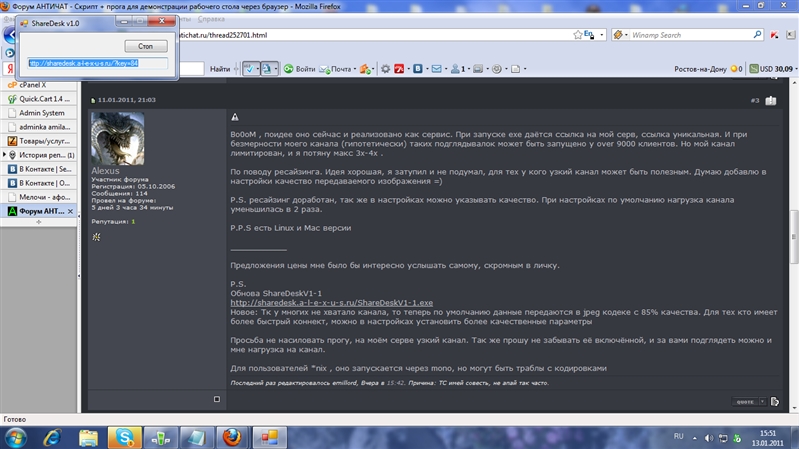 Форум АНТИЧАТ - Скрипт + прога для демонстрации рабочего стола через браузер - Mozilla Firefox
ShareDesk v1.0
Справка
Стоп
http://sharedesk.a-l-e-x-u-s.ru/?key=84
tichat.ru/thread252701.html
En
Winamp Search
Найти
1
Войти
Почта
Ростов-на-Дону
0
USD 30,09
cPanel X
Quick.Cart 1.4
Admin System
adminka amila...
Товары/услуг...
История репа...
В Контакте | Se...
В Контакте | О...
Мелочи - афо...
Форум АНТ...
11.01.2011, 21:03
#3
Alexus
Участник форума
Регистрация: 05.10.2006
Сообщения: 114
Провел на форуме:
5 дней 3 часа 34 минуты
Репутация: 1
Bo0oM , поидее оно сейчас и реализовано как сервис. При запуске exe даётся ссылка на мой серв, ссылка уникальная. И при
безмерности моего канала (гипотетически) таких подглядывалок может быть запущено у over 9000 клиентов. Но мой канал
лимитирован, и я потяну макс 3х-4х .
По поводу ресайзинга. Идея хорошая, я затупил и не подумал, для тех у кого узкий канал может быть полезным. Думаю добавлю в
настройки качество передаваемого изображения =)
P.S. ресайзинг доработан, так же в настройках можно указывать качество. При настройках по умолчанию нагрузка канала
уменьшилась в 2 раза.
P.P.S есть Linux и Mac версии
____________
Предложения цены мне было бы интересно услышать самому, скромным в личку.
P.S.
Обнова ShareDeskV1-1
http://sharedesk.a-l-e-x-u-s.ru/ShareDeskV1-1.exe
Новое: Тк у многих не хватало канала, то теперь по умолчанию данные передаются в jpeg кодеке с 85% качества. Для тех кто имеет
более быстрый коннект, можно в настройках установить более качественные параметры
Просьба не насиловать прогу, на моём серве узкий канал. Так же прошу не забывать её включённой, и за вами подглядеть можно и
мне нагрузка на канал.
Для пользователей *nix , оно запускается через mono, но могут быть траблы с кодировками
Последний раз редактировалось emillord, Вчера в 15:42. Причина: ТС имей совесть, не апай так часто.
QUOTE
Готово
RU
15:51
13.01.2011